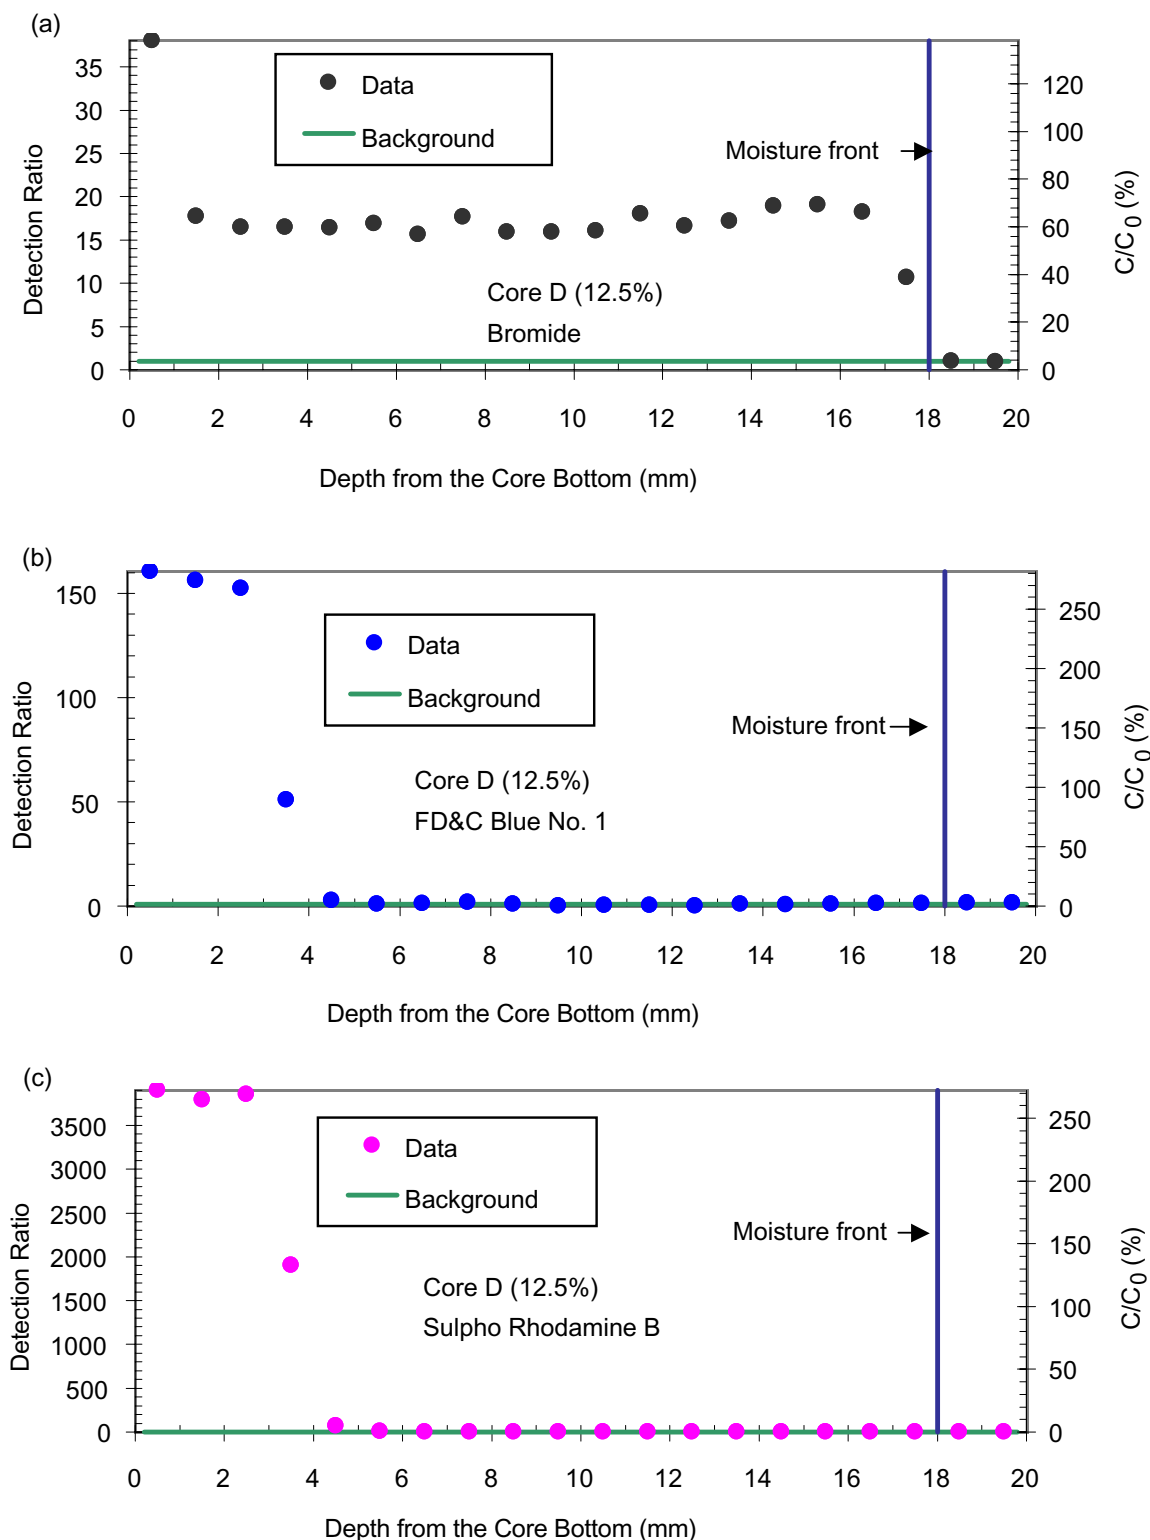 (a)
35
30
25
20
15
10
5
0
Detection Ratio
Data
Background
Moisture front
Core D (12.5%)
Bromide
120
100
80
60
40
20
0
C/C0 (%)
0 2 4 6 8 10 12 14 16 18 20
Depth from the Core Bottom (mm)
(b)
150
100
50
0
Detection Ratio
Data
Background
Moisture front
Core D (12.5%)
FD&C Blue No. 1
250
200
150
100
50
0
C/C0 (%)
0 2 4 6 8 10 12 14 16 18 20
Depth from the Core Bottom (mm)
(c)
3500
3000
2500
2000
1500
1000
500
0
Detection Ratio
Data
Background
Moisture front
Core D (12.5%)
Sulpho Rhodamine B
250
200
150
100
50
0
C/C0 (%)
0 2 4 6 8 10 12 14 16 18 20
Depth from the Core Bottom (mm)